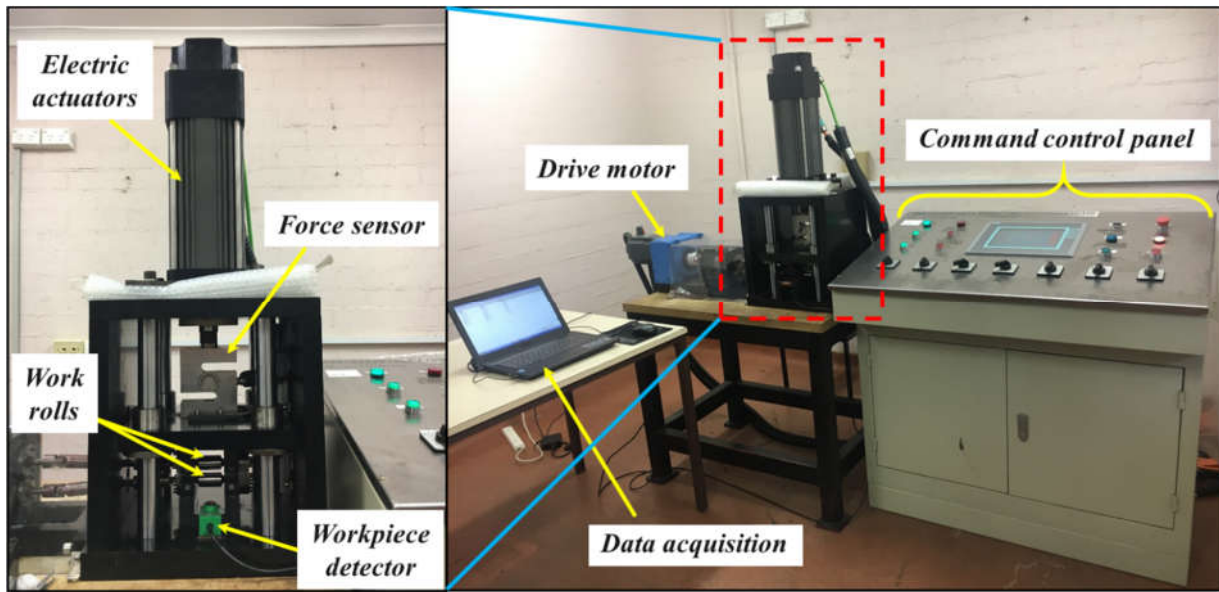 Electric
actuators
Force sensor
Work
rolls
Workpiece
detector
Drive motor
Command control panel
Data acquisition